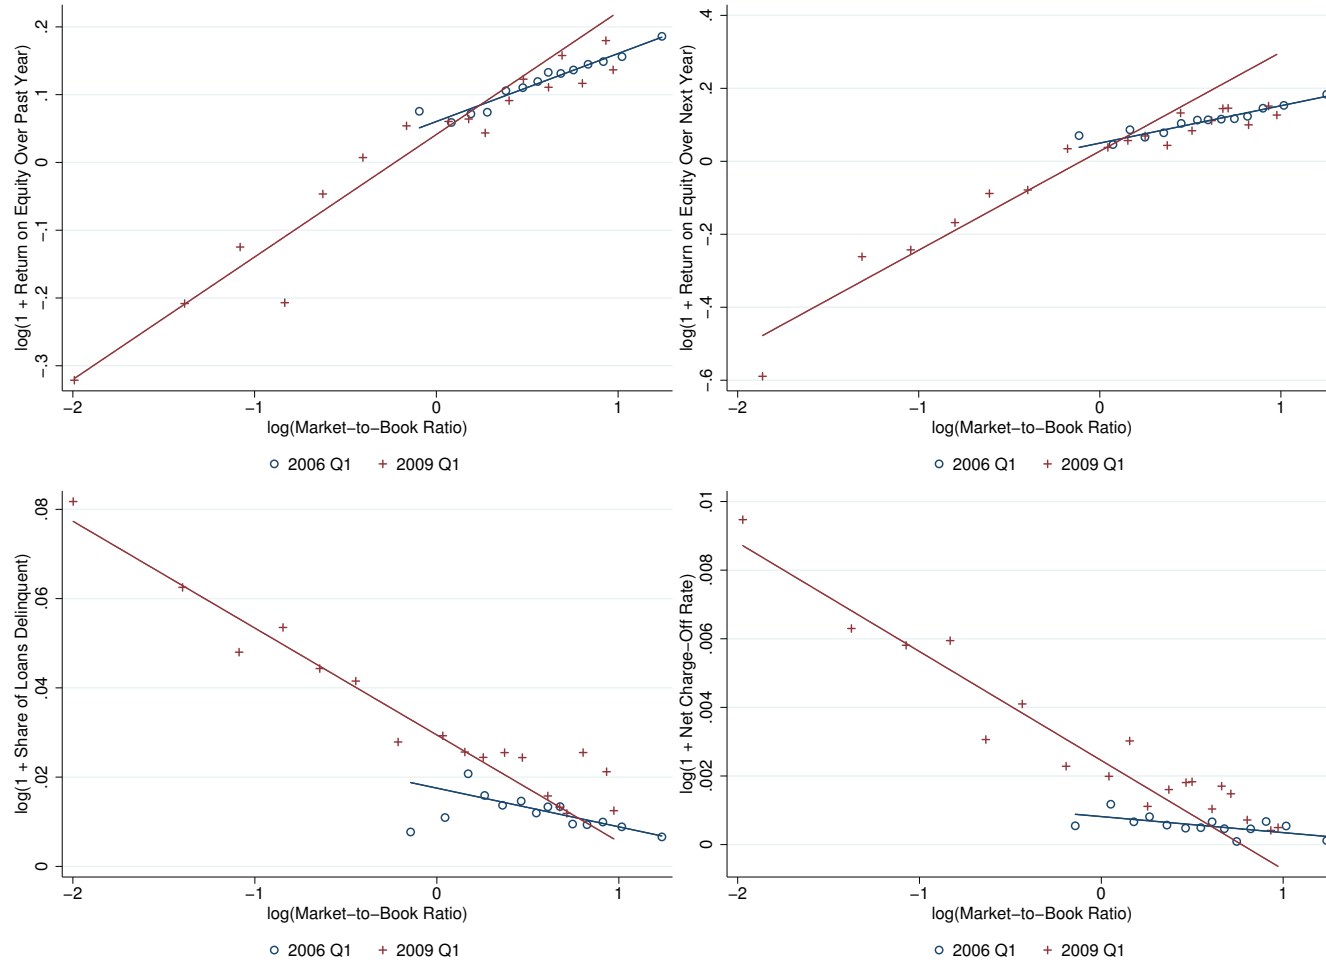 log(1 + Return on Equity Over Past Year)
.2
.1
0
−.1
−.2
−.3
−2
−1
0
1
log(Market−to−Book Ratio)
2006 Q1
2009 Q1
log(1 + Return on Equity Over Next Year)
.4
.2
0
−.2
−.4
−.6
−2
−1
0
1
log(Market−to−Book Ratio)
2006 Q1
2009 Q1
log(1 + Share of Loans Delinquent)
.08
.06
.04
.02
0
−2
−1
0
1
log(Market−to−Book Ratio)
2006 Q1
2009 Q1
log(1 + Net Charge−Off Rate)
.01
.008
.006
.004
.002
0
−2
−1
0
1
log(Market−to−Book Ratio)
2006 Q1
2009 Q1